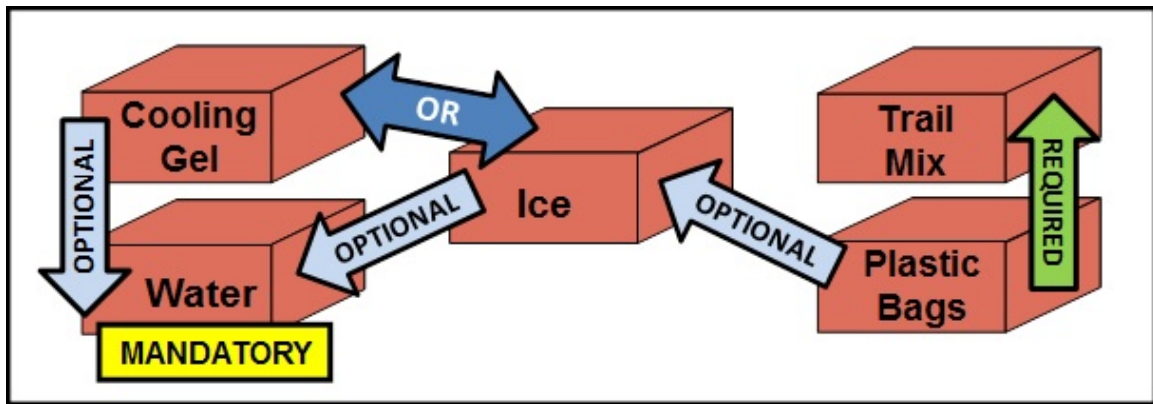 Cooling
Gel
OR
Ice
Trail
Mix
OPTIONAL
OPTIONAL
OPTIONAL
REQUIRED
Water
MANDATORY
Plastic
Bags